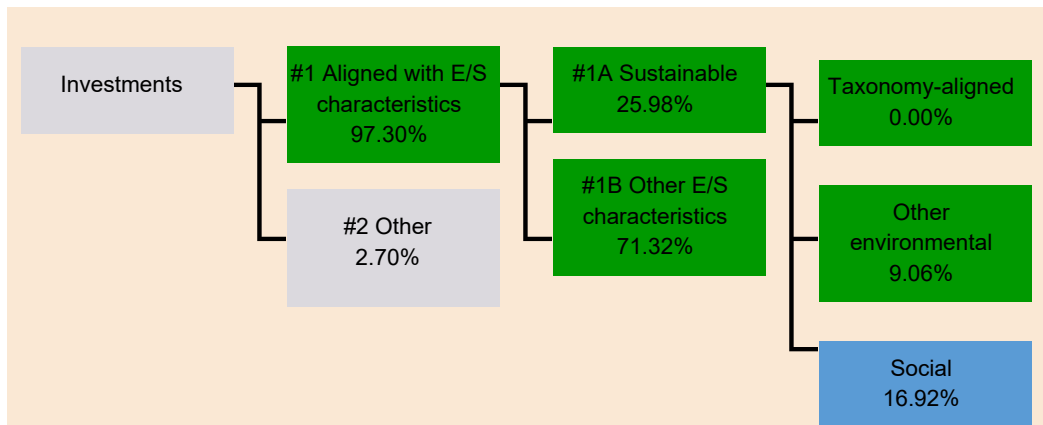 Investments
#1 Aligned with E/S
characteristics
97.30%
#2 Other
2.70%
#1A Sustainable
25.98%
#1B Other E/S
characteristics
71.32%
Taxonomy-aligned
0.00%
Other
environmental
9.06%
Social
16.92%